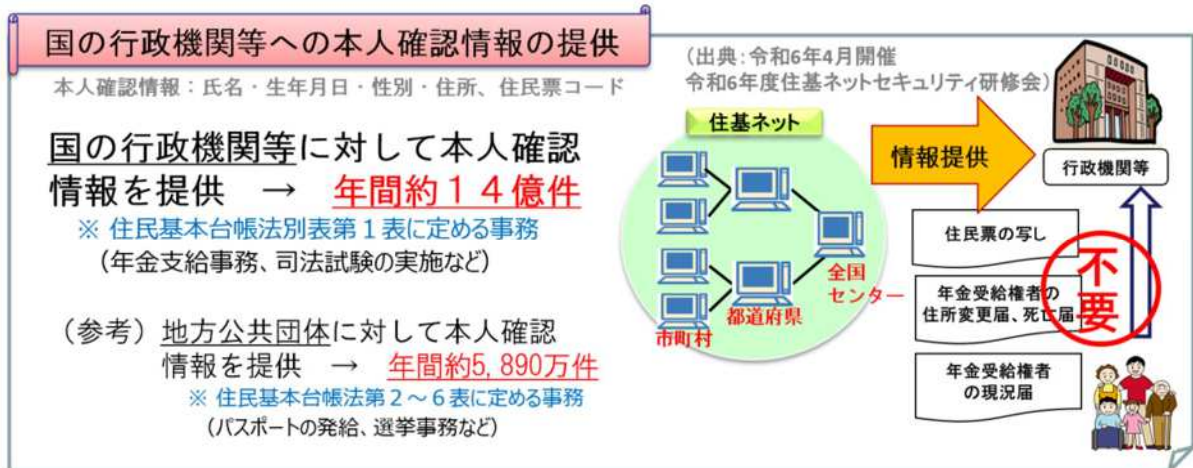 国の行政機関等への本人確認情報の提供
本人確認情報：氏名・生年月日・性別・住所、住民票コード
国の行政機関等に対して本人確認
情報を提供　→　年間約１４億件
※ 住民基本台帳法別表第１表に定める事務
（年金支給事務、司法試験の実施など）
（参考）地方公共団体に対して本人確認
情報を提供　→　年間約5,890万件
※ 住民基本台帳法第２～６表に定める事務
（パスポートの発給、選挙事務など）
（出典：令和6年4月開催
令和6年度住基ネットセキュリティ研修会）
住基ネット
市町村
都道府県
全国
センター
情報提供
行政機関等
住民票の写し
年金受給権者の
住所変更届、死亡届
年金受給権者
の現況届
不要